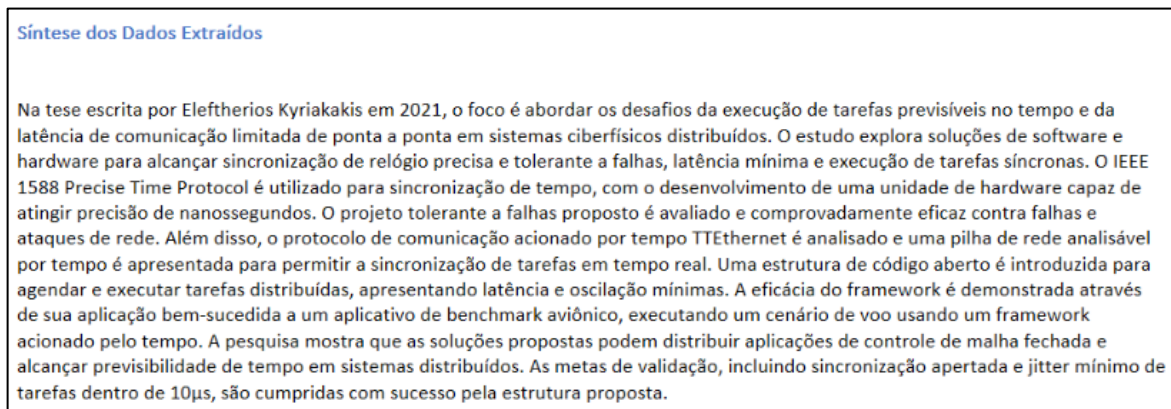 Síntese dos Dados Extraídos
Na tese escrita por Eleftherios Kyriakakis em 2021, o foco é abordar os desafios da execução de tarefas previsíveis no tempo e da
latência de comunicação limitada de ponta a ponta em sistemas ciberfísicos distribuídos. O estudo explora soluções de software e
hardware para alcançar sincronização de relógio precisa e tolerante a falhas, latência mínima e execução de tarefas síncronas. O IEEE
1588 Precise Time Protocol é utilizado para sincronização de tempo, com o desenvolvimento de uma unidade de hardware capaz de
atingir precisão de nanossegundos. O projeto tolerante a falhas proposto é avaliado e comprovadamente eficaz contra falhas e
ataques de rede. Além disso, o protocolo de comunicação acionado por tempo TTEthernet é analisado e uma pilha de rede analisável
por tempo é apresentada para permitir a sincronização de tarefas em tempo real. Uma estrutura de código aberto é introduzida para
agendar e executar tarefas distribuídas, apresentando latência e oscilação mínimas. A eficácia do framework é demonstrada através
de sua aplicação bem-sucedida a um aplicativo de benchmark aviônico, executando um cenário de voo usando um framework
acionado pelo tempo. A pesquisa mostra que as soluções propostas podem distribuir aplicações de controle de malha fechada e
alcançar previsibilidade de tempo em sistemas distribuídos. As metas de validação, incluindo sincronização apertada e jitter mínimo de
tarefas dentro de 10µs, são cumpridas com sucesso pela estrutura proposta.